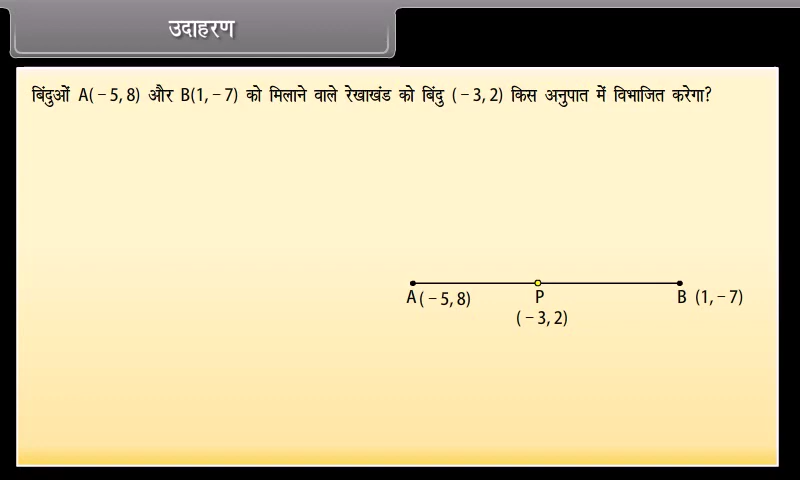 उदाहरण
बिंदुओं A(−5, 8) और B(1, −7) को मिलाने वाले रेखाखंड को बिंदु (−3, 2) किस अनुपात में विभाजित करेगा?
A (−5, 8) P B (1, −7)
(−3, 2)